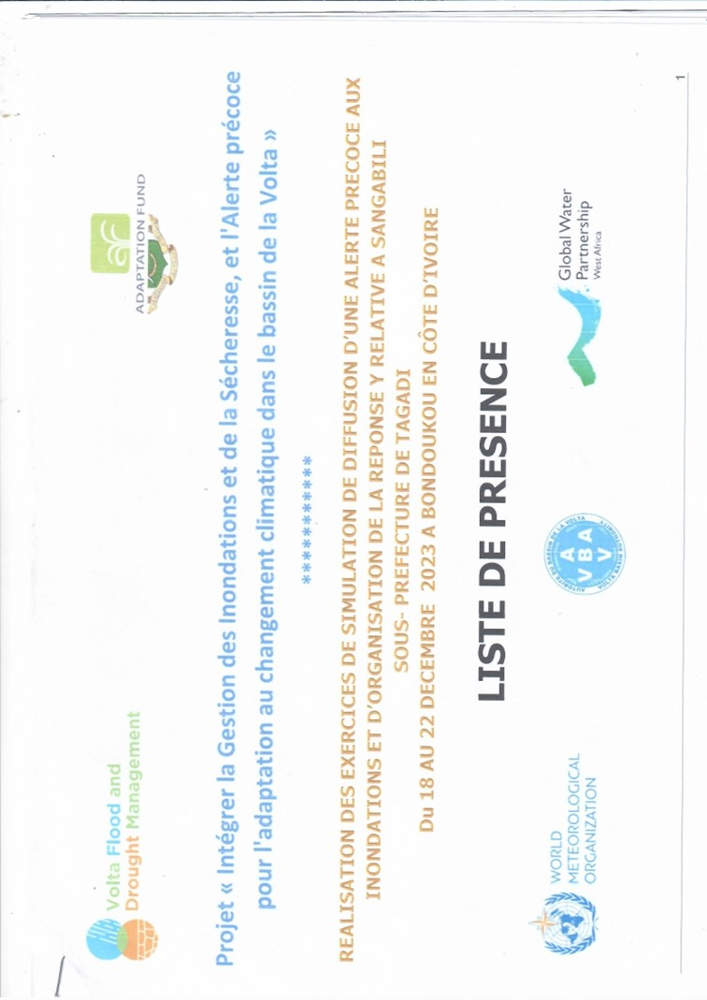 Volta Flood and
Drought Management
ADAPTATION FUND
Projet « Intégrer la Gestion des Inondations et de la Sécheresse, et l'Alerte précoce
pour l'adaptation au changement climatique dans le bassin de la Volta »
***********
REALISATION DES EXERCICES DE SIMULATION DE DIFFUSION D'UNE ALERTE PRECOCE AUX
INONDATIONS ET D'ORGANISATION DE LA REPONSE Y RELATIVE A SANGABILI
SOUS- PREFECTURE DE TAGADI
Du 18 AU 22 DECEMBRE 2023 A BONDOUKOU EN CÔTE D'IVOIRE
LISTE DE PRESENCE
WORLD
METEOROLOGICAL
ORGANIZATION
AUTORITE DU BASSIN DE LA VOLTA
A
VBA
V
VOLTA BASIN AUTHORITY
Global Water
Partnership
West Africa
1